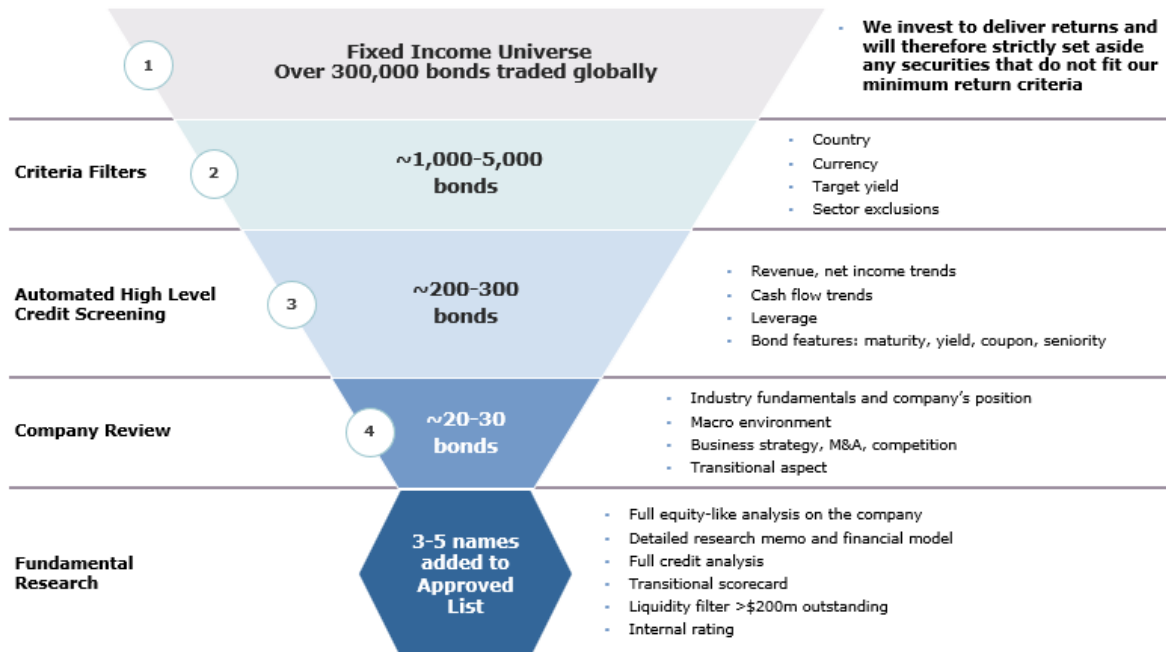 1
Fixed Income Universe
Over 300,000 bonds traded globally
- We invest to deliver returns and
will therefore strictly set aside
any securities that do not fit our
minimum return criteria
Criteria Filters
2
~1,000-5,000
bonds
- Country
- Currency
- Target yield
- Sector exclusions
Automated High Level
Credit Screening
3
~200-300
bonds
- Revenue, net income trends
- Cash flow trends
- Leverage
- Bond features: maturity, yield, coupon, seniority
Company Review
4
~20-30
bonds
- Industry fundamentals and company's position
- Macro environment
- Business strategy, M&A, competition
- Transitional aspect
Fundamental
Research
3-5 names
added to
Approved
List
- Full equity-like analysis on the company
- Detailed research memo and financial model
- Full credit analysis
- Transitional scorecard
- Liquidity filter >$200m outstanding
- Internal rating